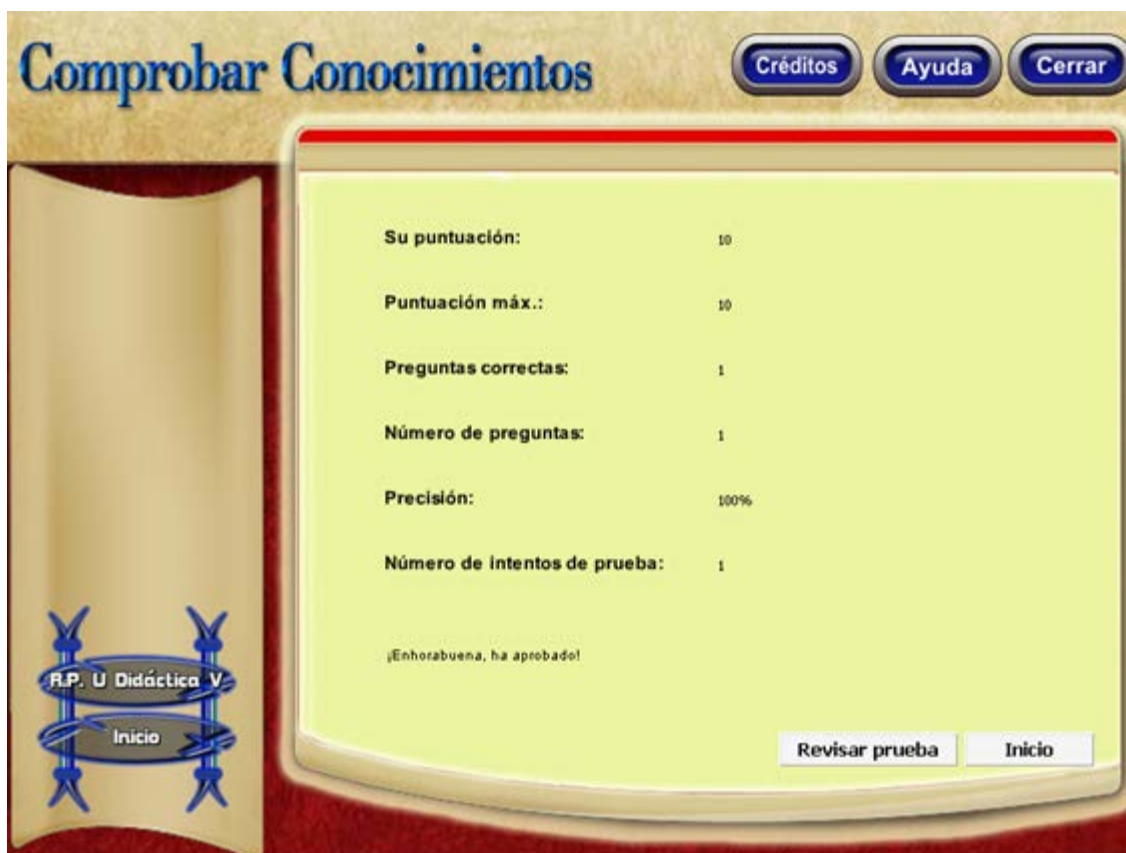 Comprobar Conocimientos
Créditos
Ayuda
Cerrar
Su puntuación: 10
Puntuación máx.: 10
Preguntas correctas: 1
Número de preguntas: 1
Precisión: 100%
Número de intentos de prueba: 1
¡Enhorabuena, ha aprobado!
R.P. U Didáctica V
Inicio
Revisar prueba
Inicio